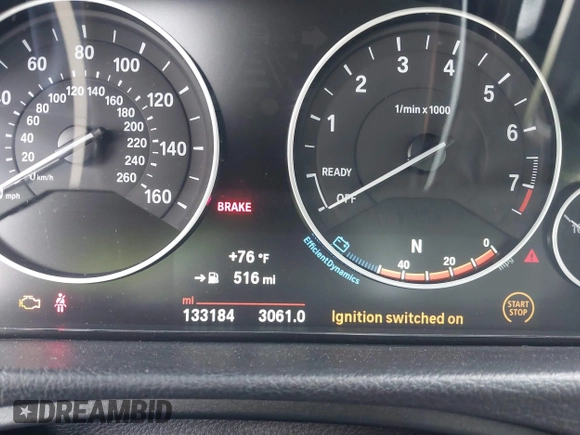 60 80 100 120 140 160
20 40 60 80 100 120 140 160 180 200 220 240 260
0 km/h
mph
1 2 3 4 5 6 7
1/min x 1000
READY
OFF
BRAKE
+76 °F
516 mi
EfficientDynamics
N
40 20 0
mpg
mi
133184 3061.0
Ignition switched on
START
STOP
DREAMBID